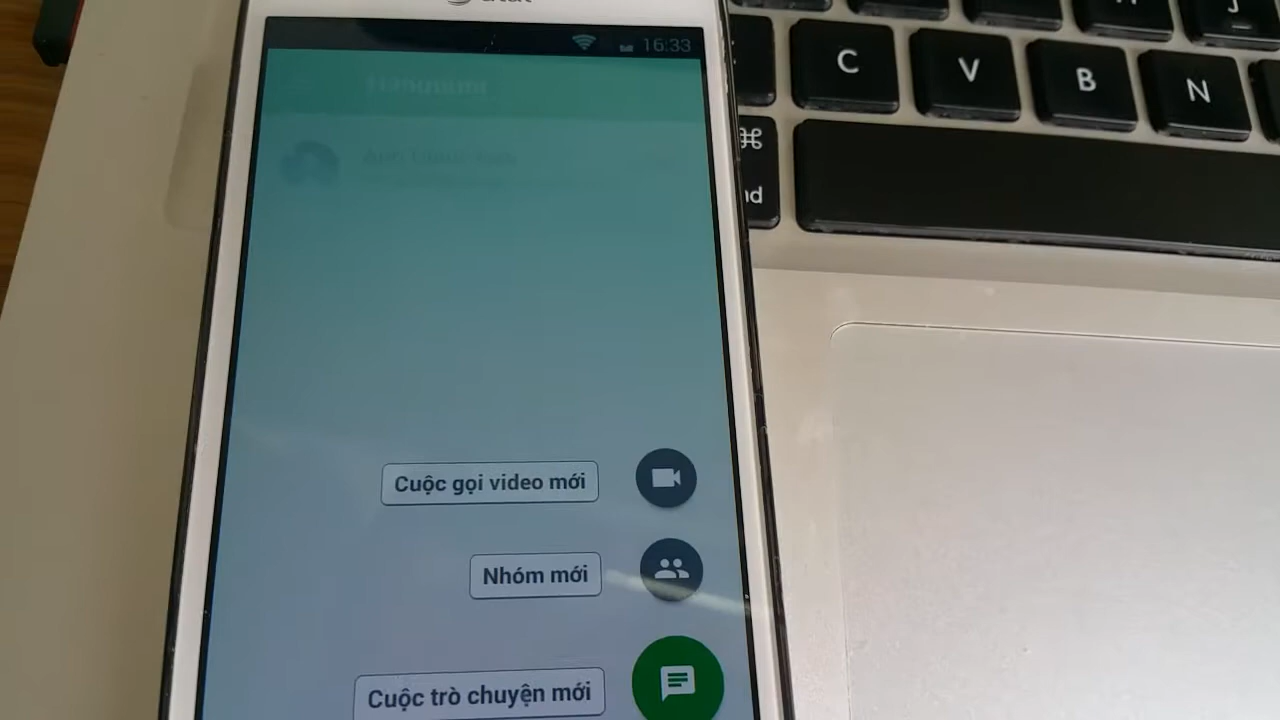 16:33
C
V
B
N
J
⌘
Cuộc gọi video mới
Nhóm mới
Cuộc trò chuyện mới